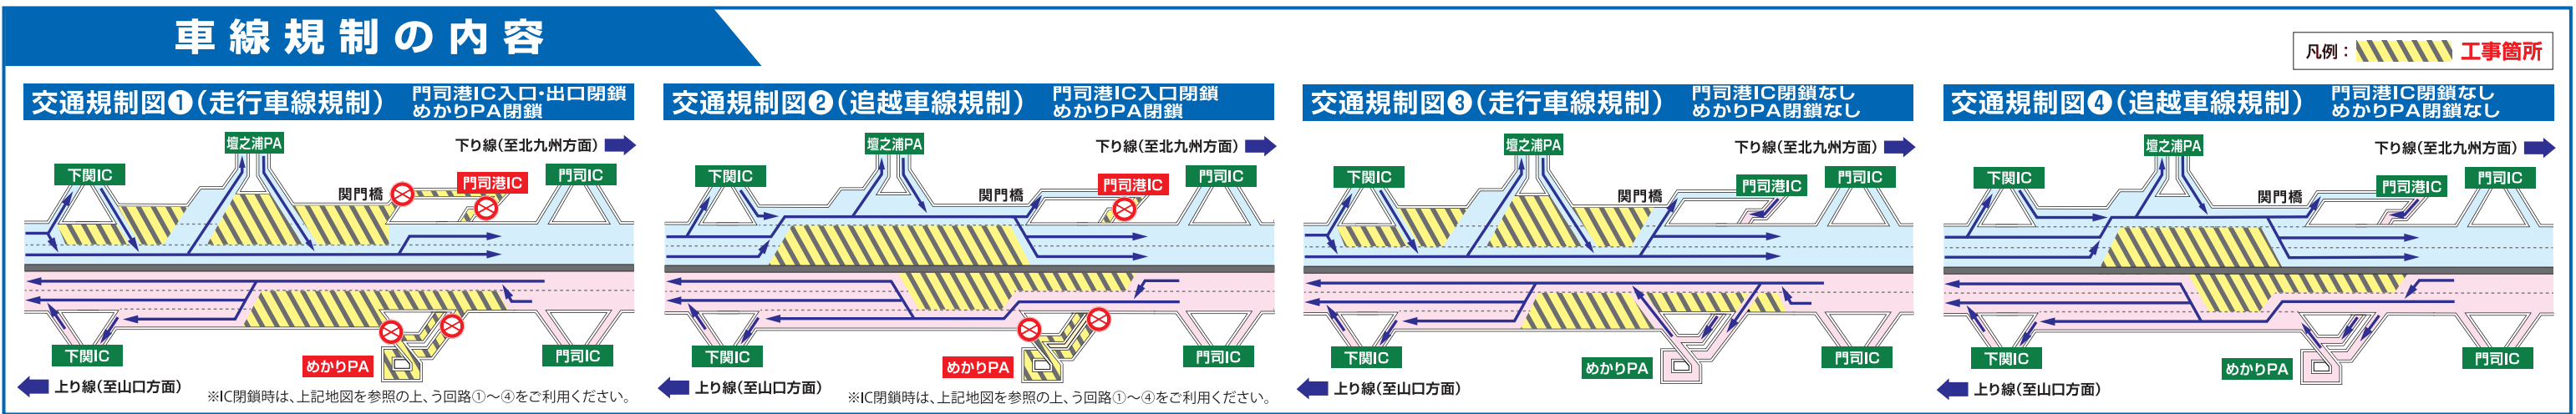 車線規制の内容
凡例：工事箇所
交通規制図❶（走行車線規制）
門司港IC入口・出口閉鎖
めかりPA閉鎖
壇之浦PA
下り線（至北九州方面）
下関IC
関門橋
門司港IC
門司IC
下関IC
めかりPA
門司IC
上り線（至山口方面）
※IC閉鎖時は、上記地図を参照の上、う回路①～④をご利用ください。
交通規制図❷（追越車線規制）
門司港IC入口閉鎖
めかりPA閉鎖
壇之浦PA
下り線（至北九州方面）
下関IC
関門橋
門司港IC
門司IC
下関IC
めかりPA
門司IC
上り線（至山口方面）
※IC閉鎖時は、上記地図を参照の上、う回路①～④をご利用ください。
交通規制図❸（走行車線規制）
門司港IC閉鎖なし
めかりPA閉鎖なし
壇之浦PA
下り線（至北九州方面）
下関IC
関門橋
門司港IC
門司IC
下関IC
めかりPA
門司IC
上り線（至山口方面）
交通規制図❹（追越車線規制）
門司港IC閉鎖なし
めかりPA閉鎖なし
壇之浦PA
下り線（至北九州方面）
下関IC
関門橋
門司港IC
門司IC
下関IC
めかりPA
門司IC
上り線（至山口方面）